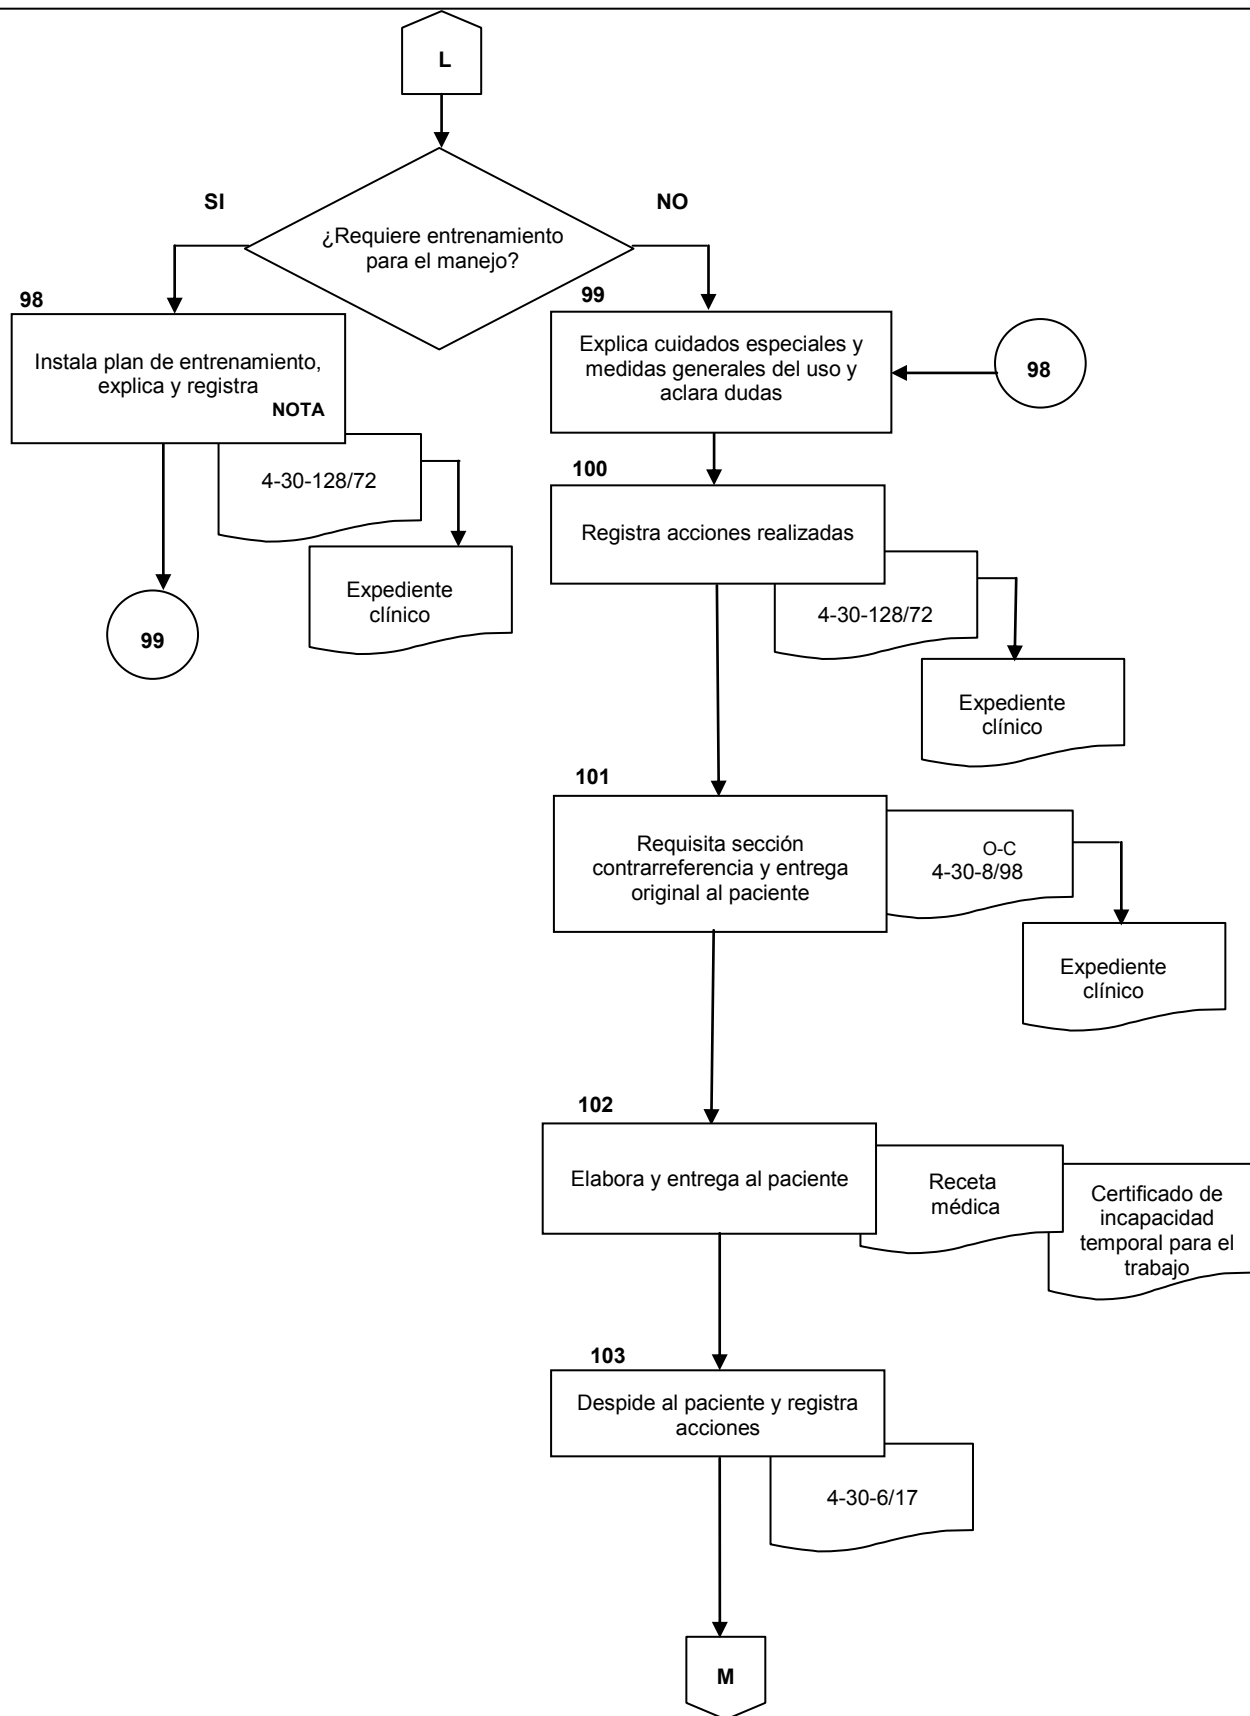 L
SI
NO
¿Requiere entrenamiento
para el manejo?
98
Instala plan de entrenamiento,
explica y registra
NOTA
4-30-128/72
Expediente
clínico
99
99
Explica cuidados especiales y
medidas generales del uso y
aclara dudas
98
100
Registra acciones realizadas
4-30-128/72
Expediente
clínico
101
Requisita sección
contrarreferencia y entrega
original al paciente
O-C
4-30-8/98
Expediente
clínico
102
Elabora y entrega al paciente
Receta
médica
Certificado de
incapacidad
temporal para el
trabajo
103
Despide al paciente y registra
acciones
4-30-6/17
M